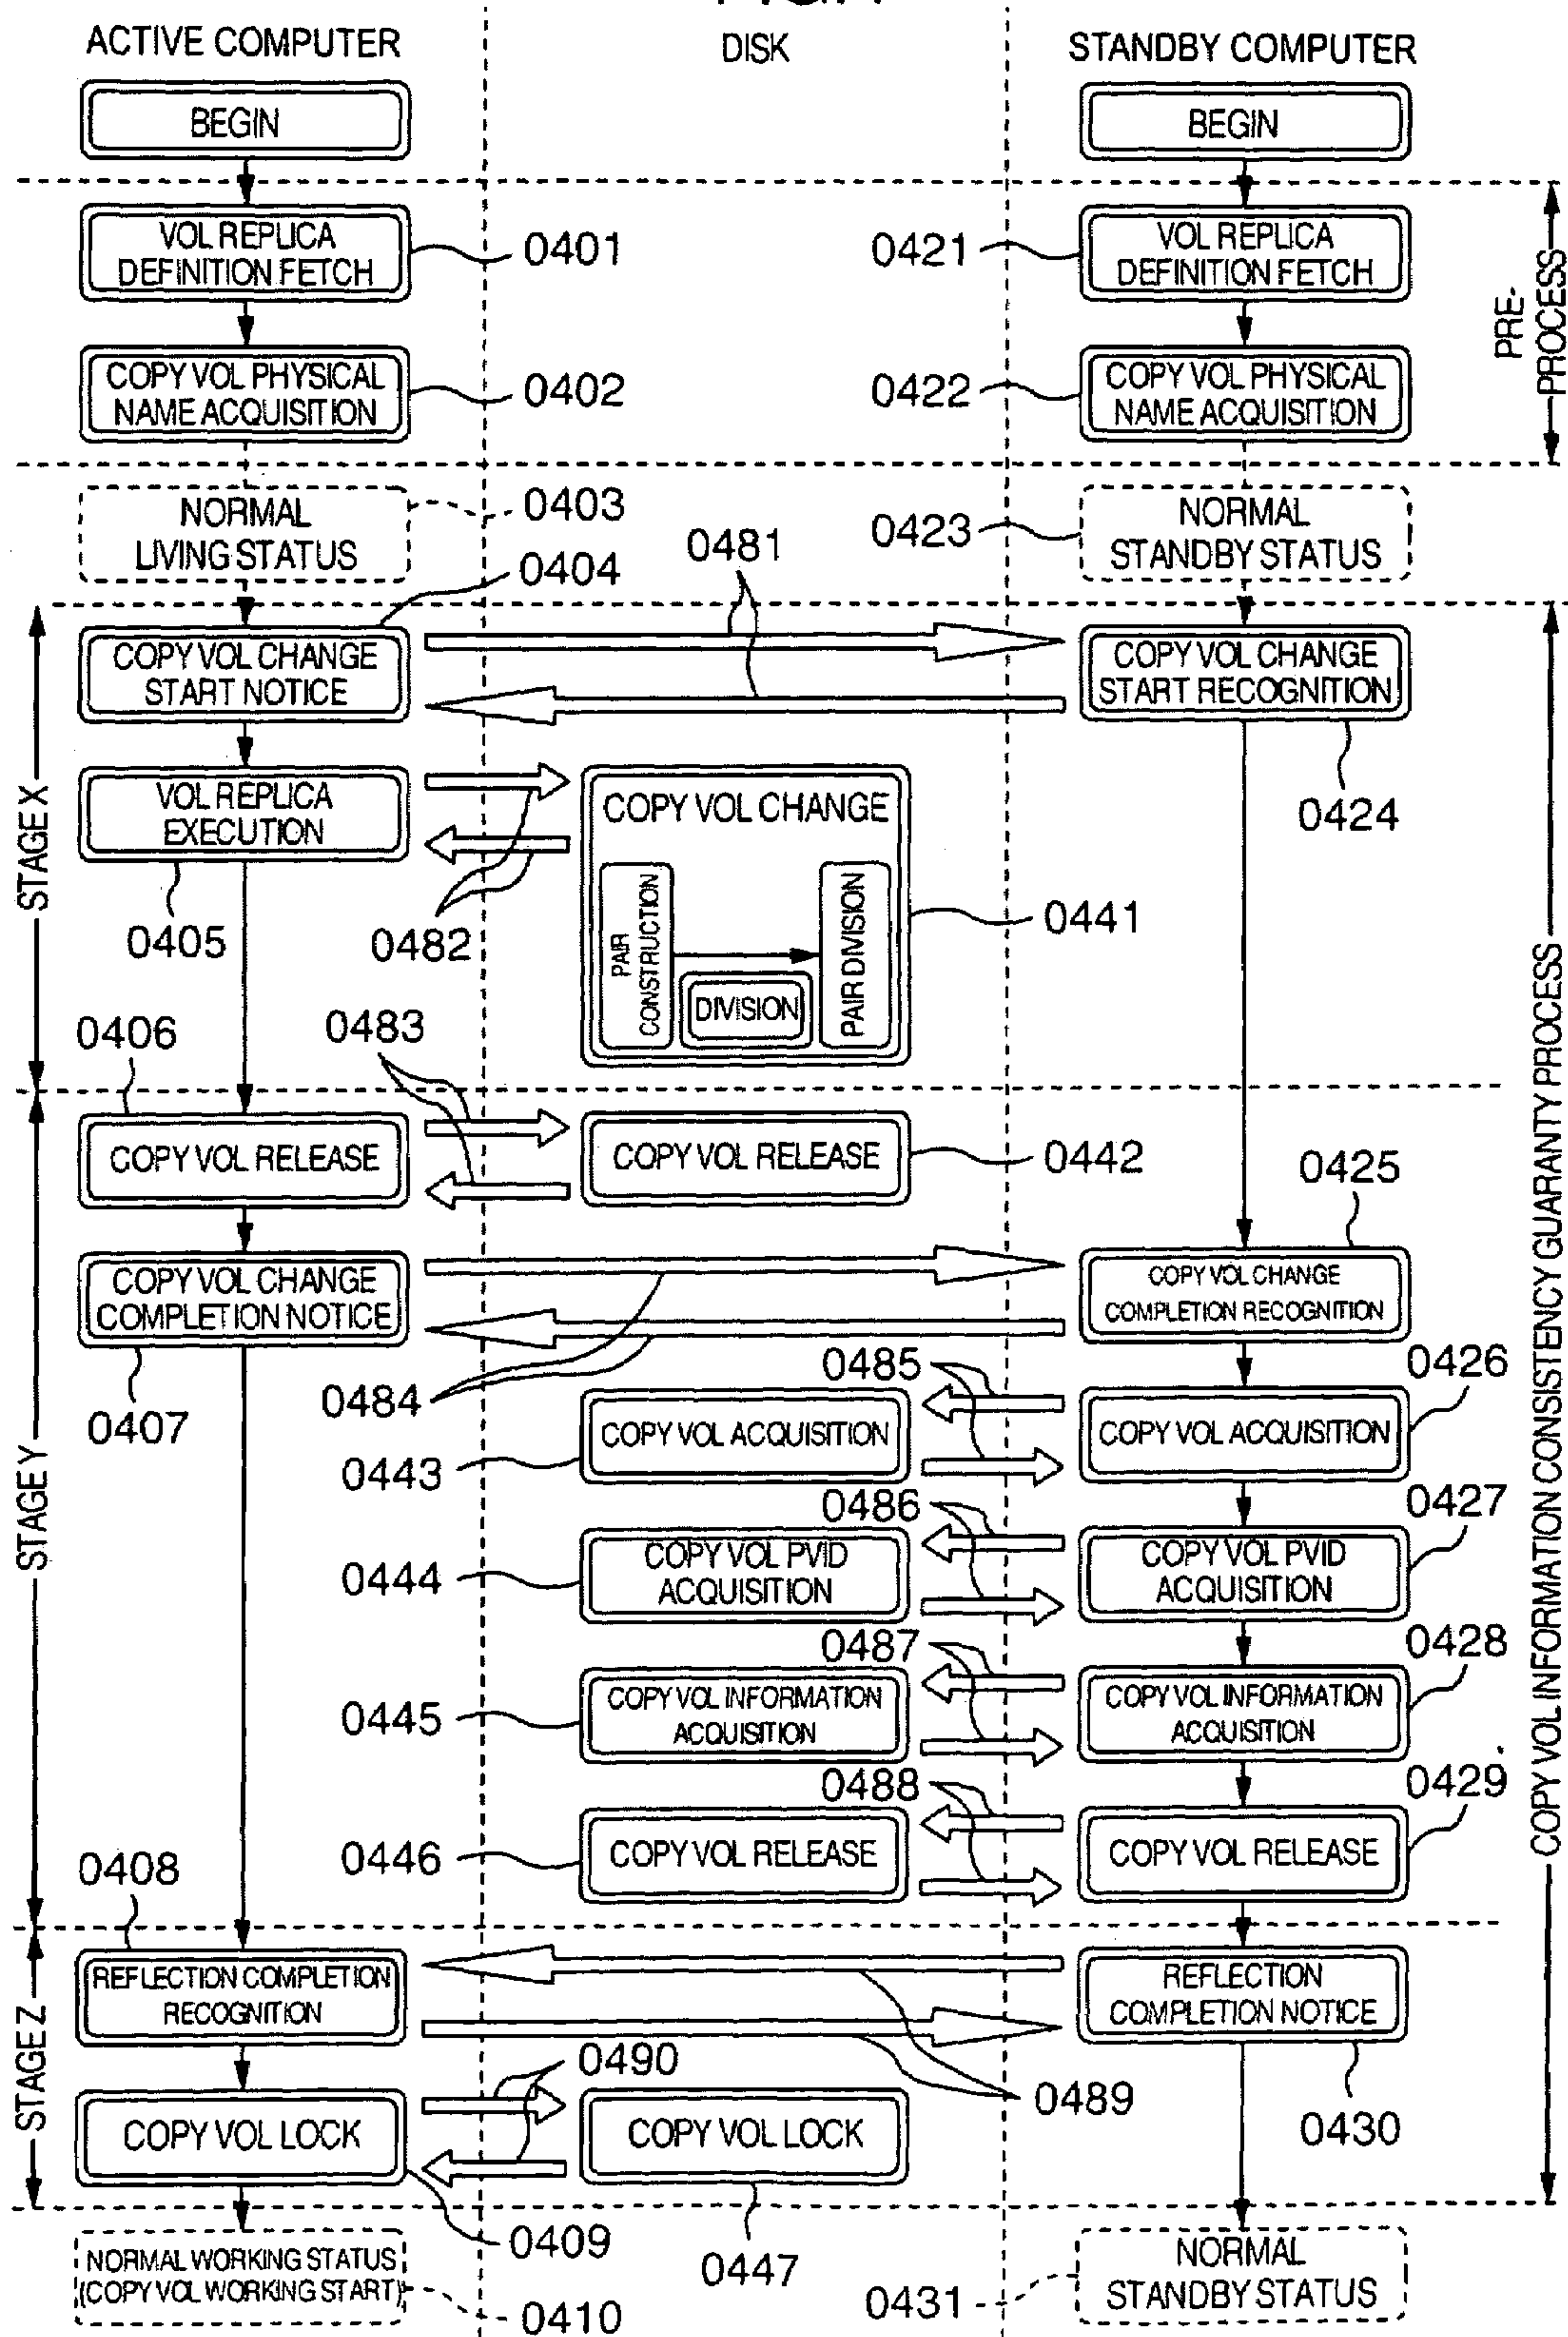 ACTIVE COMPUTER
DISK
STANDBY COMPUTER
BEGIN
BEGIN
VOL REPLICA
DEFINITION FETCH
0401
0421
VOL REPLICA
DEFINITION FETCH
PRE-
PROCESS
COPY VOL PHYSICAL
NAME ACQUISITION
0402
0422
COPY VOL PHYSICAL
NAME ACQUISITION
NORMAL
LIVING STATUS
0403
0423
NORMAL
STANDBY STATUS
0404
0481
STAGE X
COPY VOL CHANGE
START NOTICE
COPY VOL CHANGE
START RECOGNITION
0424
VOL REPLICA
EXECUTION
0405
0482
COPY VOL CHANGE
PAIR
CONSTRUCTION
DIVISION
PAIR DIVISION
0441
COPY VOL INFORMATION CONSISTENCY GUARANTY PROCESS
0406
0483
STAGE Y
COPY VOL RELEASE
COPY VOL RELEASE
0442
0425
COPY VOL CHANGE
COMPLETION NOTICE
0407
0484
COPY VOL CHANGE
COMPLETION RECOGNITION
0485
0426
COPY VOL ACQUISITION
0443
COPY VOL ACQUISITION
0486
0427
0444
COPY VOL PVID
ACQUISITION
COPY VOL PVID
ACQUISITION
0487
0428
0445
COPY VOL INFORMATION
ACQUISITION
COPY VOL INFORMATION
ACQUISITION
0488
0429
0446
COPY VOL RELEASE
COPY VOL RELEASE
0408
STAGE Z
REFLECTION COMPLETION
RECOGNITION
REFLECTION
COMPLETION NOTICE
0489
0430
0490
COPY VOL LOCK
COPY VOL LOCK
0409
0447
NORMAL WORKING STATUS
(COPY VOL WORKING START)
0410
0431
NORMAL
STANDBY STATUS